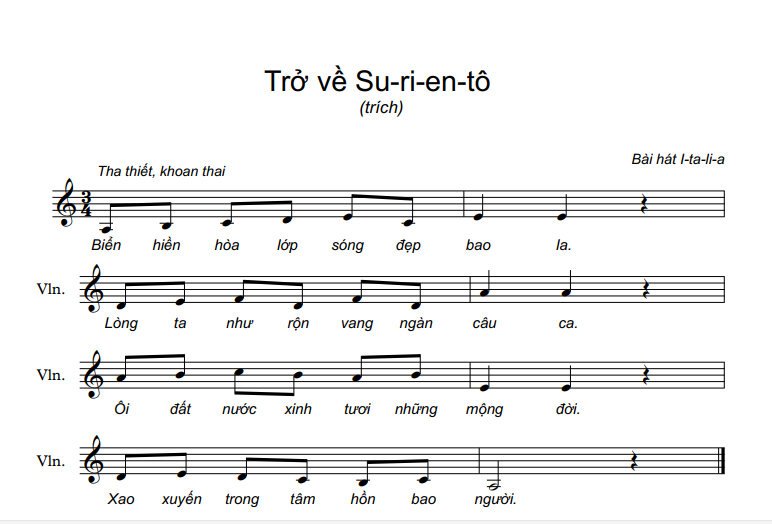 Trở về Su-ri-en-tô
(trích)
Bài hát I-ta-li-a
Tha thiết, khoan thai
3
4
Biển hiền hòa lớp sóng đẹp bao la.
Vln.
Lòng ta như rộn vang ngàn câu ca.
Vln.
Ôi đất nước xinh tươi những mộng đời.
Vln.
Xao xuyến trong tâm hồn bao người.